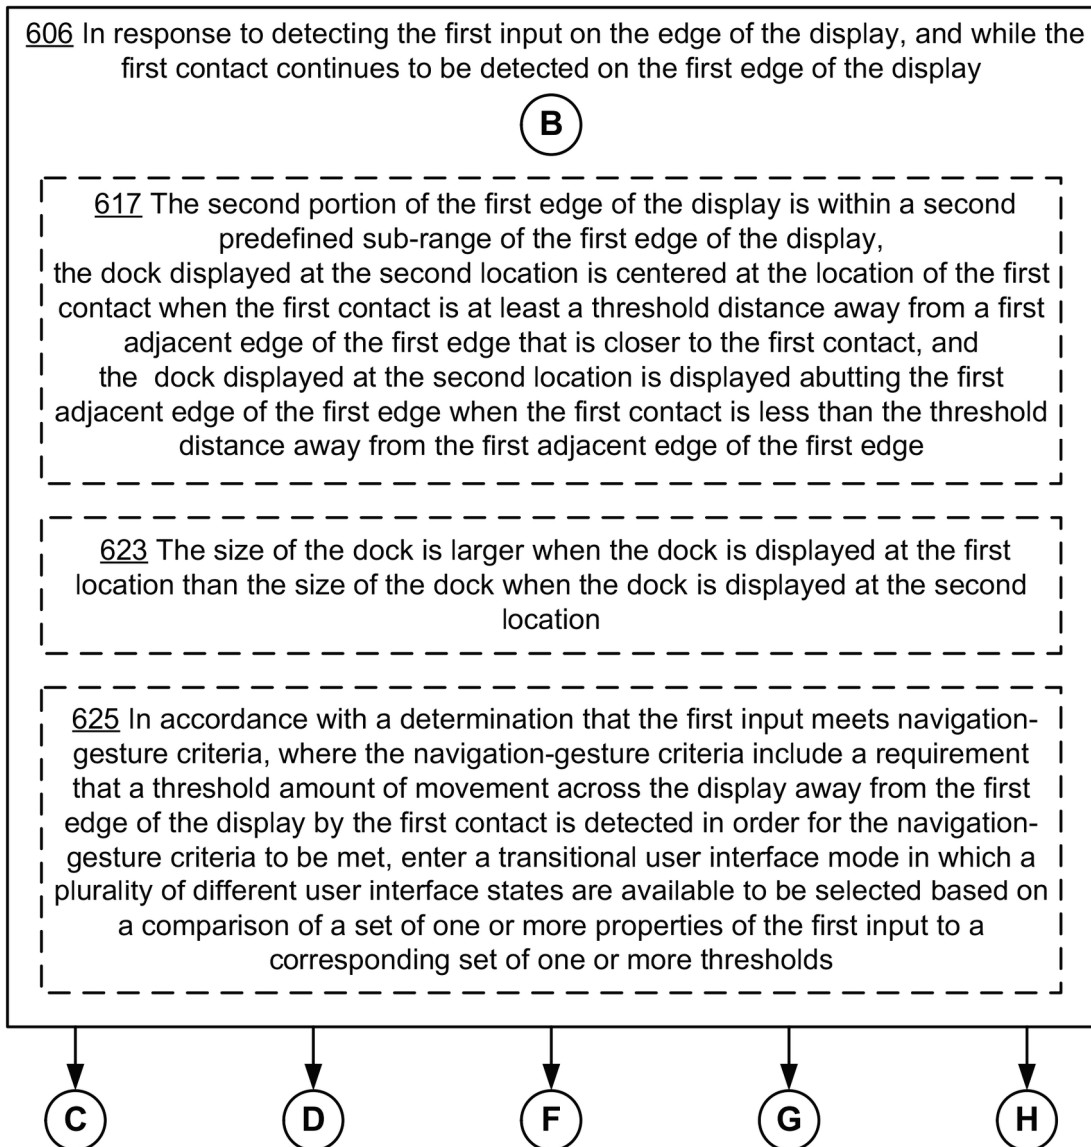 606 In response to detecting the first input on the edge of the display, and while the
first contact continues to be detected on the first edge of the display
B
617 The second portion of the first edge of the display is within a second
predefined sub-range of the first edge of the display,
the dock displayed at the second location is centered at the location of the first
contact when the first contact is at least a threshold distance away from a first
adjacent edge of the first edge that is closer to the first contact, and
the dock displayed at the second location is displayed abutting the first
adjacent edge of the first edge when the first contact is less than the threshold
distance away from the first adjacent edge of the first edge
623 The size of the dock is larger when the dock is displayed at the first
location than the size of the dock when the dock is displayed at the second
location
625 In accordance with a determination that the first input meets navigation-
gesture criteria, where the navigation-gesture criteria include a requirement
that a threshold amount of movement across the display away from the first
edge of the display by the first contact is detected in order for the navigation-
gesture criteria to be met, enter a transitional user interface mode in which a
plurality of different user interface states are available to be selected based on
a comparison of a set of one or more properties of the first input to a
corresponding set of one or more thresholds
C D F G H